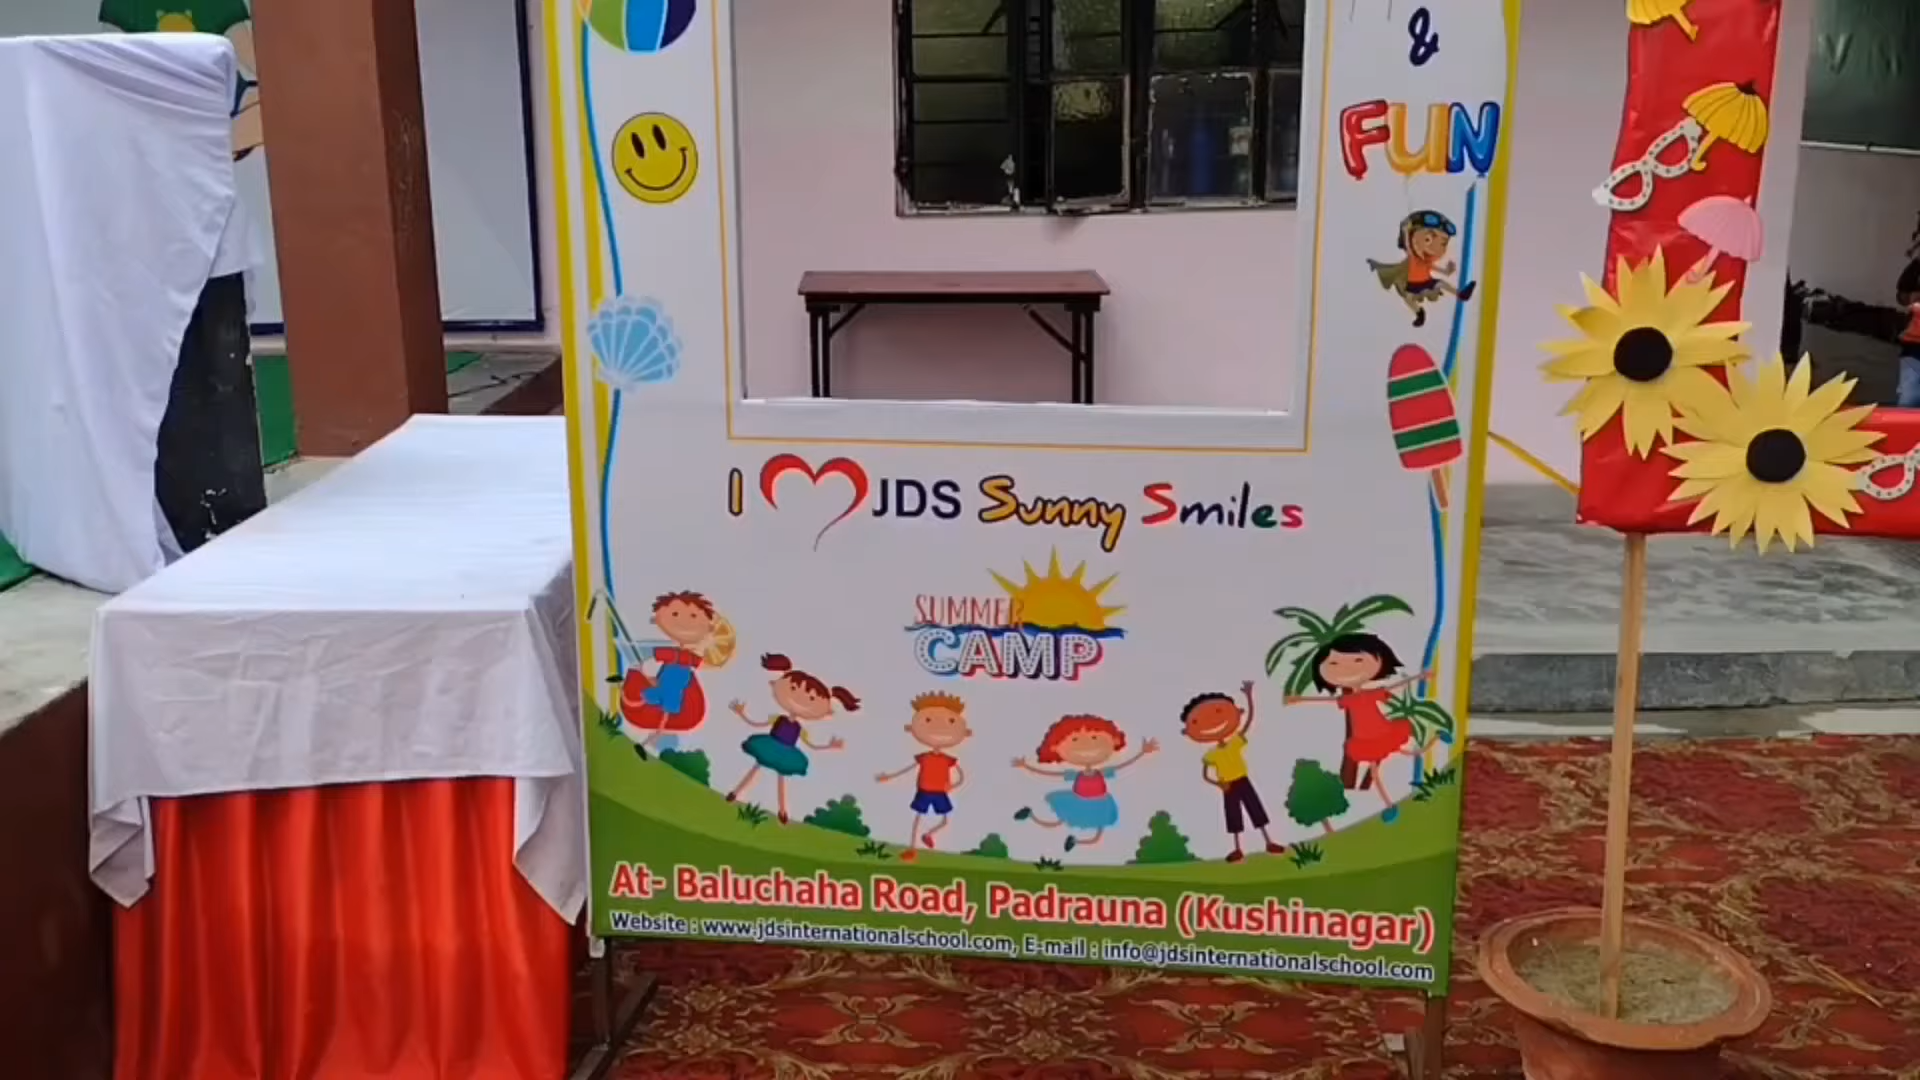 &
FUN
I JDS Sunny Smiles
SUMMER
CAMP
At- Baluchaha Road, Padrauna (Kushinagar)
Website : www.jdsinternationalschool.com, E-mail : info@jdsinternationalschool.com